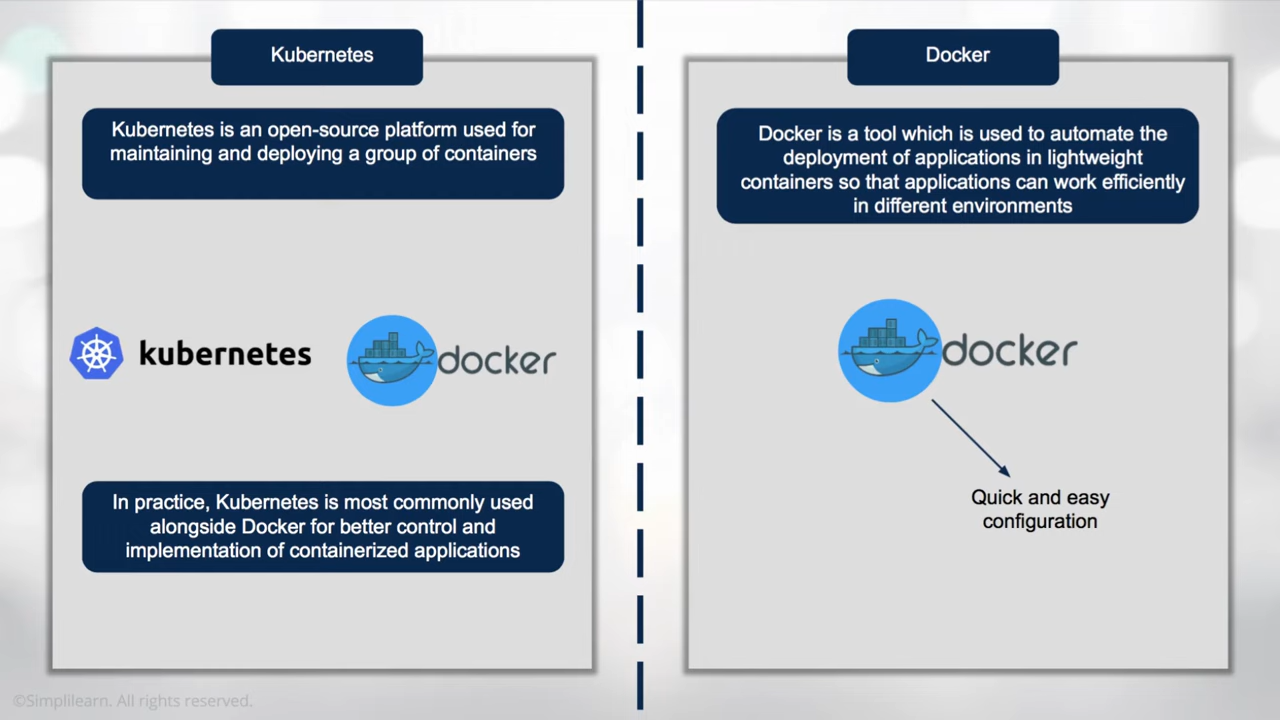 Kubernetes
Kubernetes is an open-source platform used for
maintaining and deploying a group of containers
kubernetes
docker
In practice, Kubernetes is most commonly used
alongside Docker for better control and
implementation of containerized applications
Docker
Docker is a tool which is used to automate the
deployment of applications in lightweight
containers so that applications can work efficiently
in different environments
docker
Quick and easy
configuration
©Simplilearn. All rights reserved.